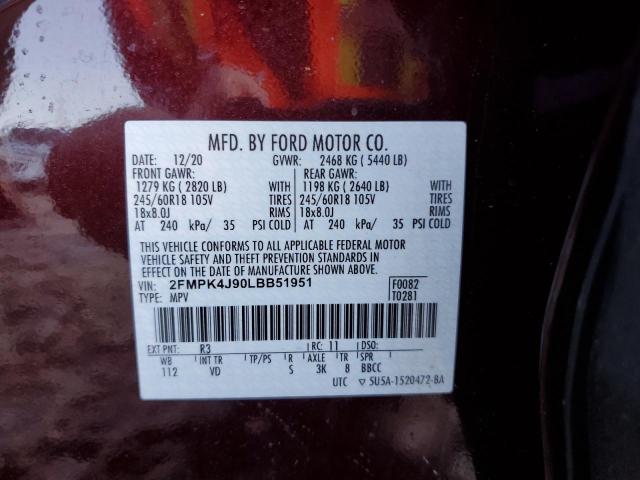 MFD. BY FORD MOTOR CO.
DATE: 12/20 GVWR: 2468 KG ( 5440 LB)
FRONT GAWR: REAR GAWR:
1279 KG ( 2820 LB) WITH 1198 KG ( 2640 LB) WITH
245/60R18 105V TIRES 245/60R18 105V TIRES
18x8.0J RIMS 18x8.0J RIMS
AT 240 kPa/ 35 PSI COLD AT 240 kPa/ 35 PSI COLD
THIS VEHICLE CONFORMS TO ALL APPLICABLE FEDERAL MOTOR
VEHICLE SAFETY AND THEFT PREVENTION STANDARDS IN
EFFECT ON THE DATE OF MANUFACTURE SHOWN ABOVE.
VIN: 2FMPK4J90LBB51951 F0082
TYPE: MPV T0281
EXT PNT: R3 RC: 11 DSO:
WB INT TR TP/PS R AXLE TR SPR
112 VD S 3K 8 BBCC
UTC ▽ 5U5A-1520472-BA